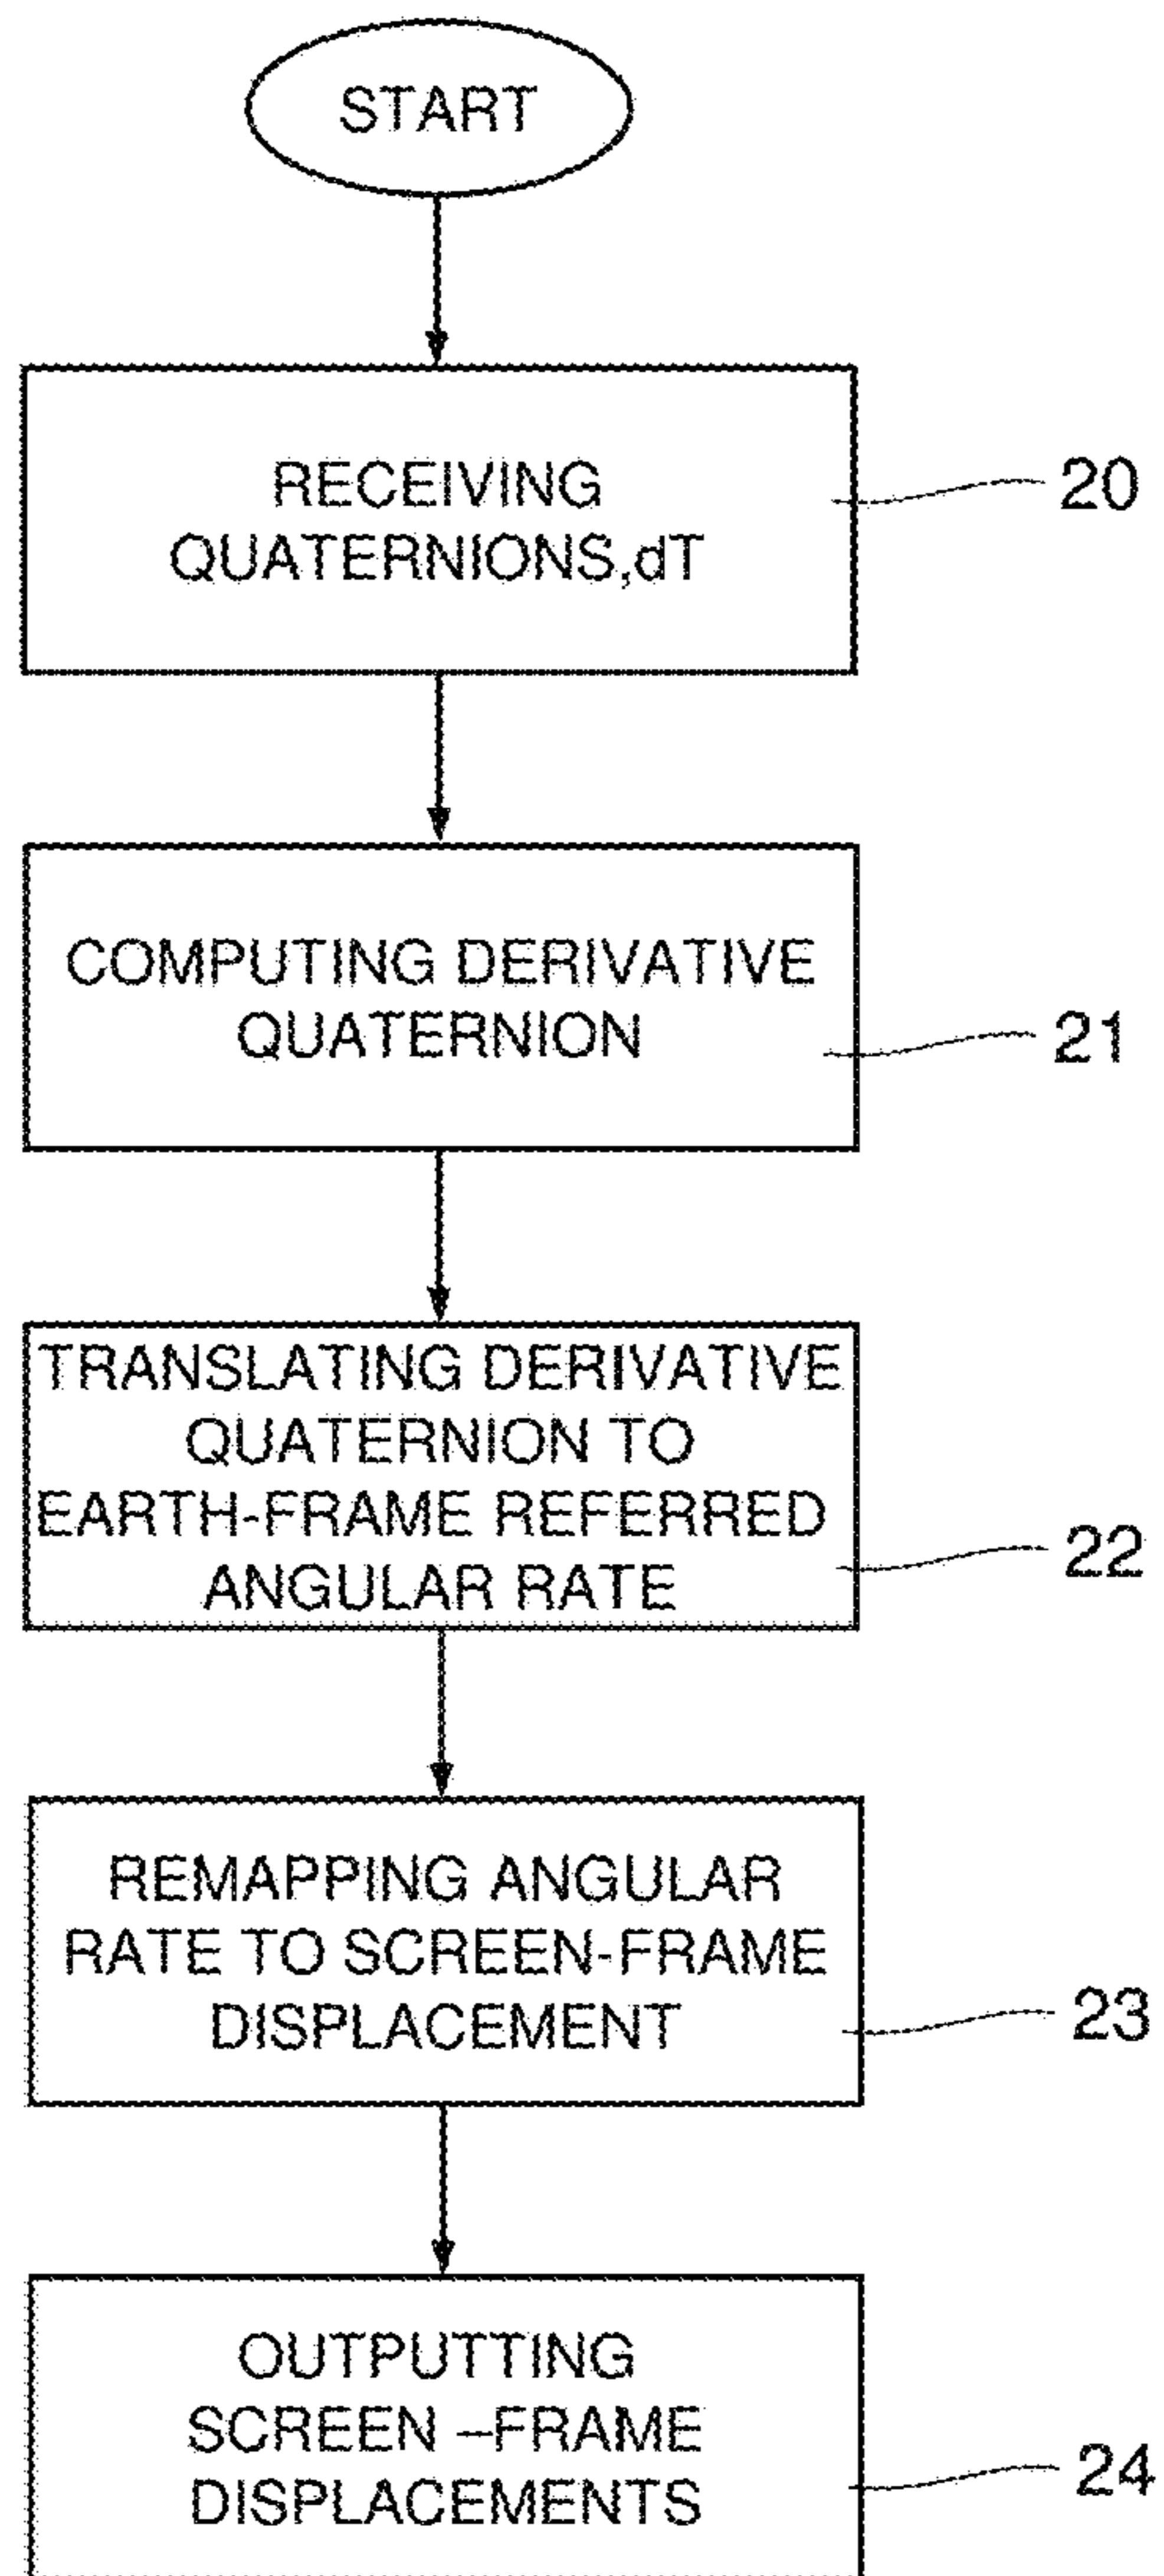 START
RECEIVING
QUATERNIONS,dT
20
COMPUTING DERIVATIVE
QUATERNION
21
TRANSLATING DERIVATIVE
QUATERNION TO
EARTH-FRAME REFERRED
ANGULAR RATE
22
REMAPPING ANGULAR
RATE TO SCREEN-FRAME
DISPLACEMENT
23
OUTPUTTING
SCREEN –FRAME
DISPLACEMENTS
24